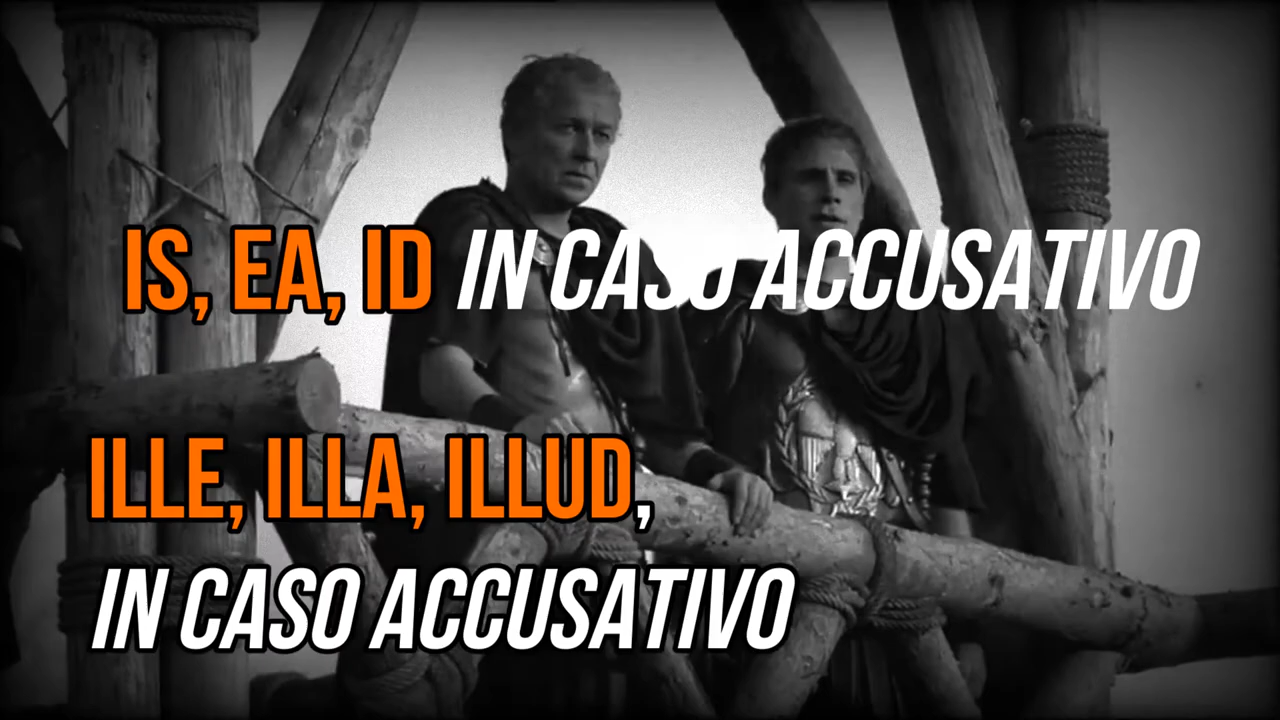 IS, EA, ID IN CASO ACCUSATIVO
ILLE, ILLA, ILLUD,
IN CASO ACCUSATIVO